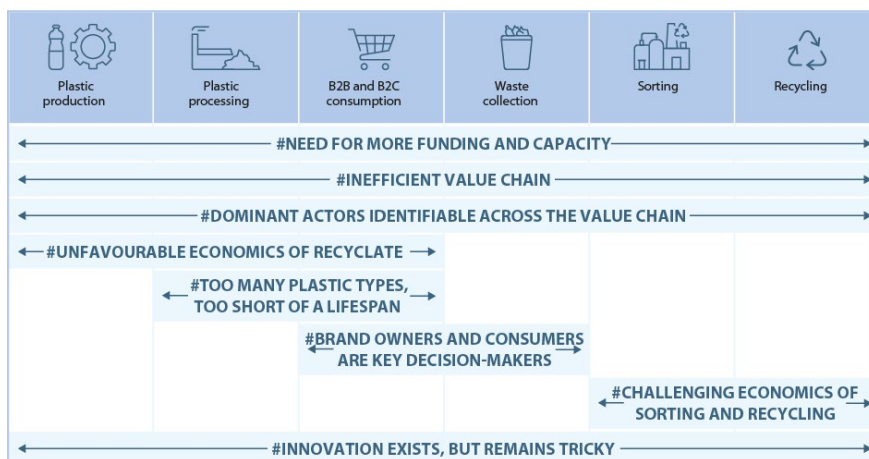 Plastic
production
Plastic
processing
B2B and B2C
consumption
Waste
collection
Sorting
Recycling
#NEED FOR MORE FUNDING AND CAPACITY
#INEFFICIENT VALUE CHAIN
#DOMINANT ACTORS IDENTIFIABLE ACROSS THE VALUE CHAIN
#UNFAVOURABLE ECONOMICS OF RECYCLATE
#TOO MANY PLASTIC TYPES,
TOO SHORT OF A LIFESPAN
#BRAND OWNERS AND CONSUMERS
ARE KEY DECISION-MAKERS
#CHALLENGING ECONOMICS OF
SORTING AND RECYCLING
#INNOVATION EXISTS, BUT REMAINS TRICKY